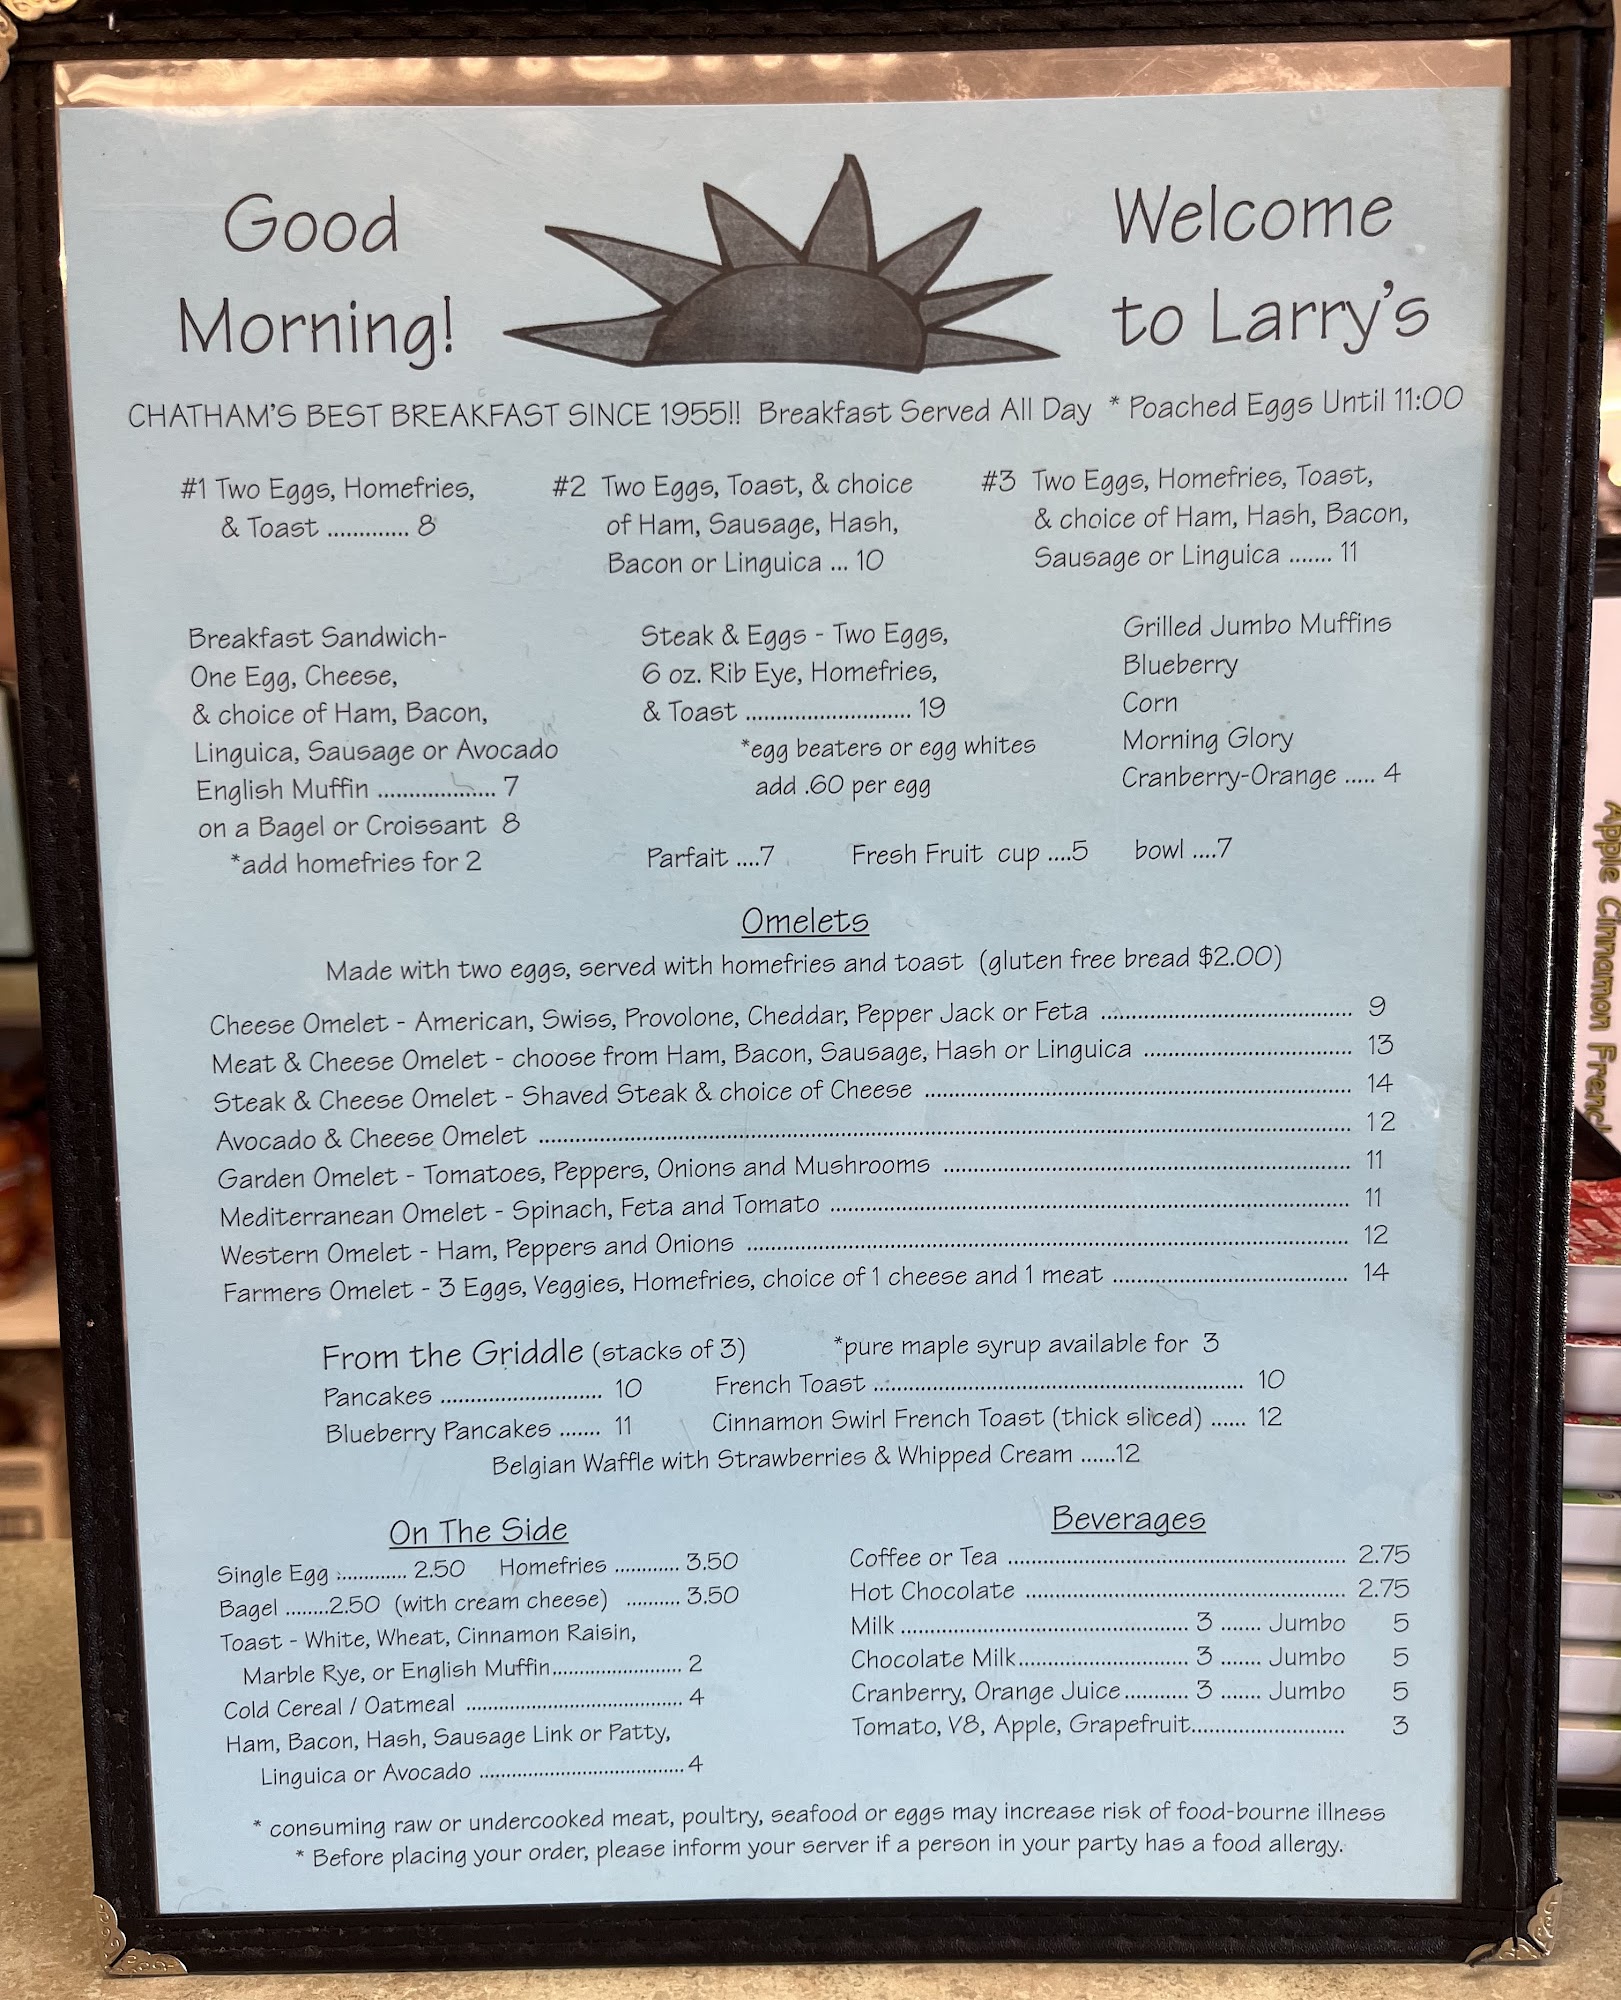 Good
Morning!
Welcome
to Larry's
CHATHAM'S BEST BREAKFAST SINCE 1955!! Breakfast Served All Day * Poached Eggs Until 11:00
#1 Two Eggs, Homefries,
& Toast ............. 8
#2 Two Eggs, Toast, & choice
of Ham, Sausage, Hash,
Bacon or Linguica ... 10
#3 Two Eggs, Homefries, Toast,
& choice of Ham, Hash, Bacon,
Sausage or Linguica ....... 11
Breakfast Sandwich-
One Egg, Cheese,
& choice of Ham, Bacon,
Linguica, Sausage or Avocado
English Muffin .................... 7
on a Bagel or Croissant 8
*add homefries for 2
Steak & Eggs - Two Eggs,
6 oz. Rib Eye, Homefries,
& Toast ........................... 19
*egg beaters or egg whites
add .60 per egg
Grilled Jumbo Muffins
Blueberry
Corn
Morning Glory
Cranberry-Orange ..... 4
Parfait ....7 Fresh Fruit cup ....5 bowl ....7
Omelets
Made with two eggs, served with homefries and toast (gluten free bread $2.00)
Cheese Omelet - American, Swiss, Provolone, Cheddar, Pepper Jack or Feta .......................................... 9
Meat & Cheese Omelet - choose from Ham, Bacon, Sausage, Hash or Linguica ................................... 13
Steak & Cheese Omelet - Shaved Steak & choice of Cheese ....................................................................... 14
Avocado & Cheese Omelet ........................................................................................................................................ 12
Garden Omelet - Tomatoes, Peppers, Onions and Mushrooms .................................................................... 11
Mediterranean Omelet - Spinach, Feta and Tomato ....................................................................................... 11
Western Omelet - Ham, Peppers and Onions ..................................................................................................... 12
Farmers Omelet - 3 Eggs, Veggies, Homefries, choice of 1 cheese and 1 meat ....................................... 14
From the Griddle (stacks of 3) *pure maple syrup available for 3
Pancakes ........................... 10 French Toast ............................................................. 10
Blueberry Pancakes ....... 11 Cinnamon Swirl French Toast (thick sliced) ...... 12
Belgian Waffle with Strawberries & Whipped Cream ......12
On The Side
Single Egg ............. 2.50 Homefries ............ 3.50
Bagel ........2.50 (with cream cheese) .......... 3.50
Toast - White, Wheat, Cinnamon Raisin,
Marble Rye, or English Muffin......................... 2
Cold Cereal / Oatmeal ......................................... 4
Ham, Bacon, Hash, Sausage Link or Patty,
Linguica or Avocado ....................................... 4
Beverages
Coffee or Tea ........................................................ 2.75
Hot Chocolate ..................................................... 2.75
Milk ................................................ 3 ....... Jumbo 5
Chocolate Milk............................ 3 ....... Jumbo 5
Cranberry, Orange Juice........... 3 ....... Jumbo 5
Tomato, V8, Apple, Grapefruit......................... 3
* consuming raw or undercooked meat, poultry, seafood or eggs may increase risk of food-bourne illness
* Before placing your order, please inform your server if a person in your party has a food allergy.
Apple Cinnamon French